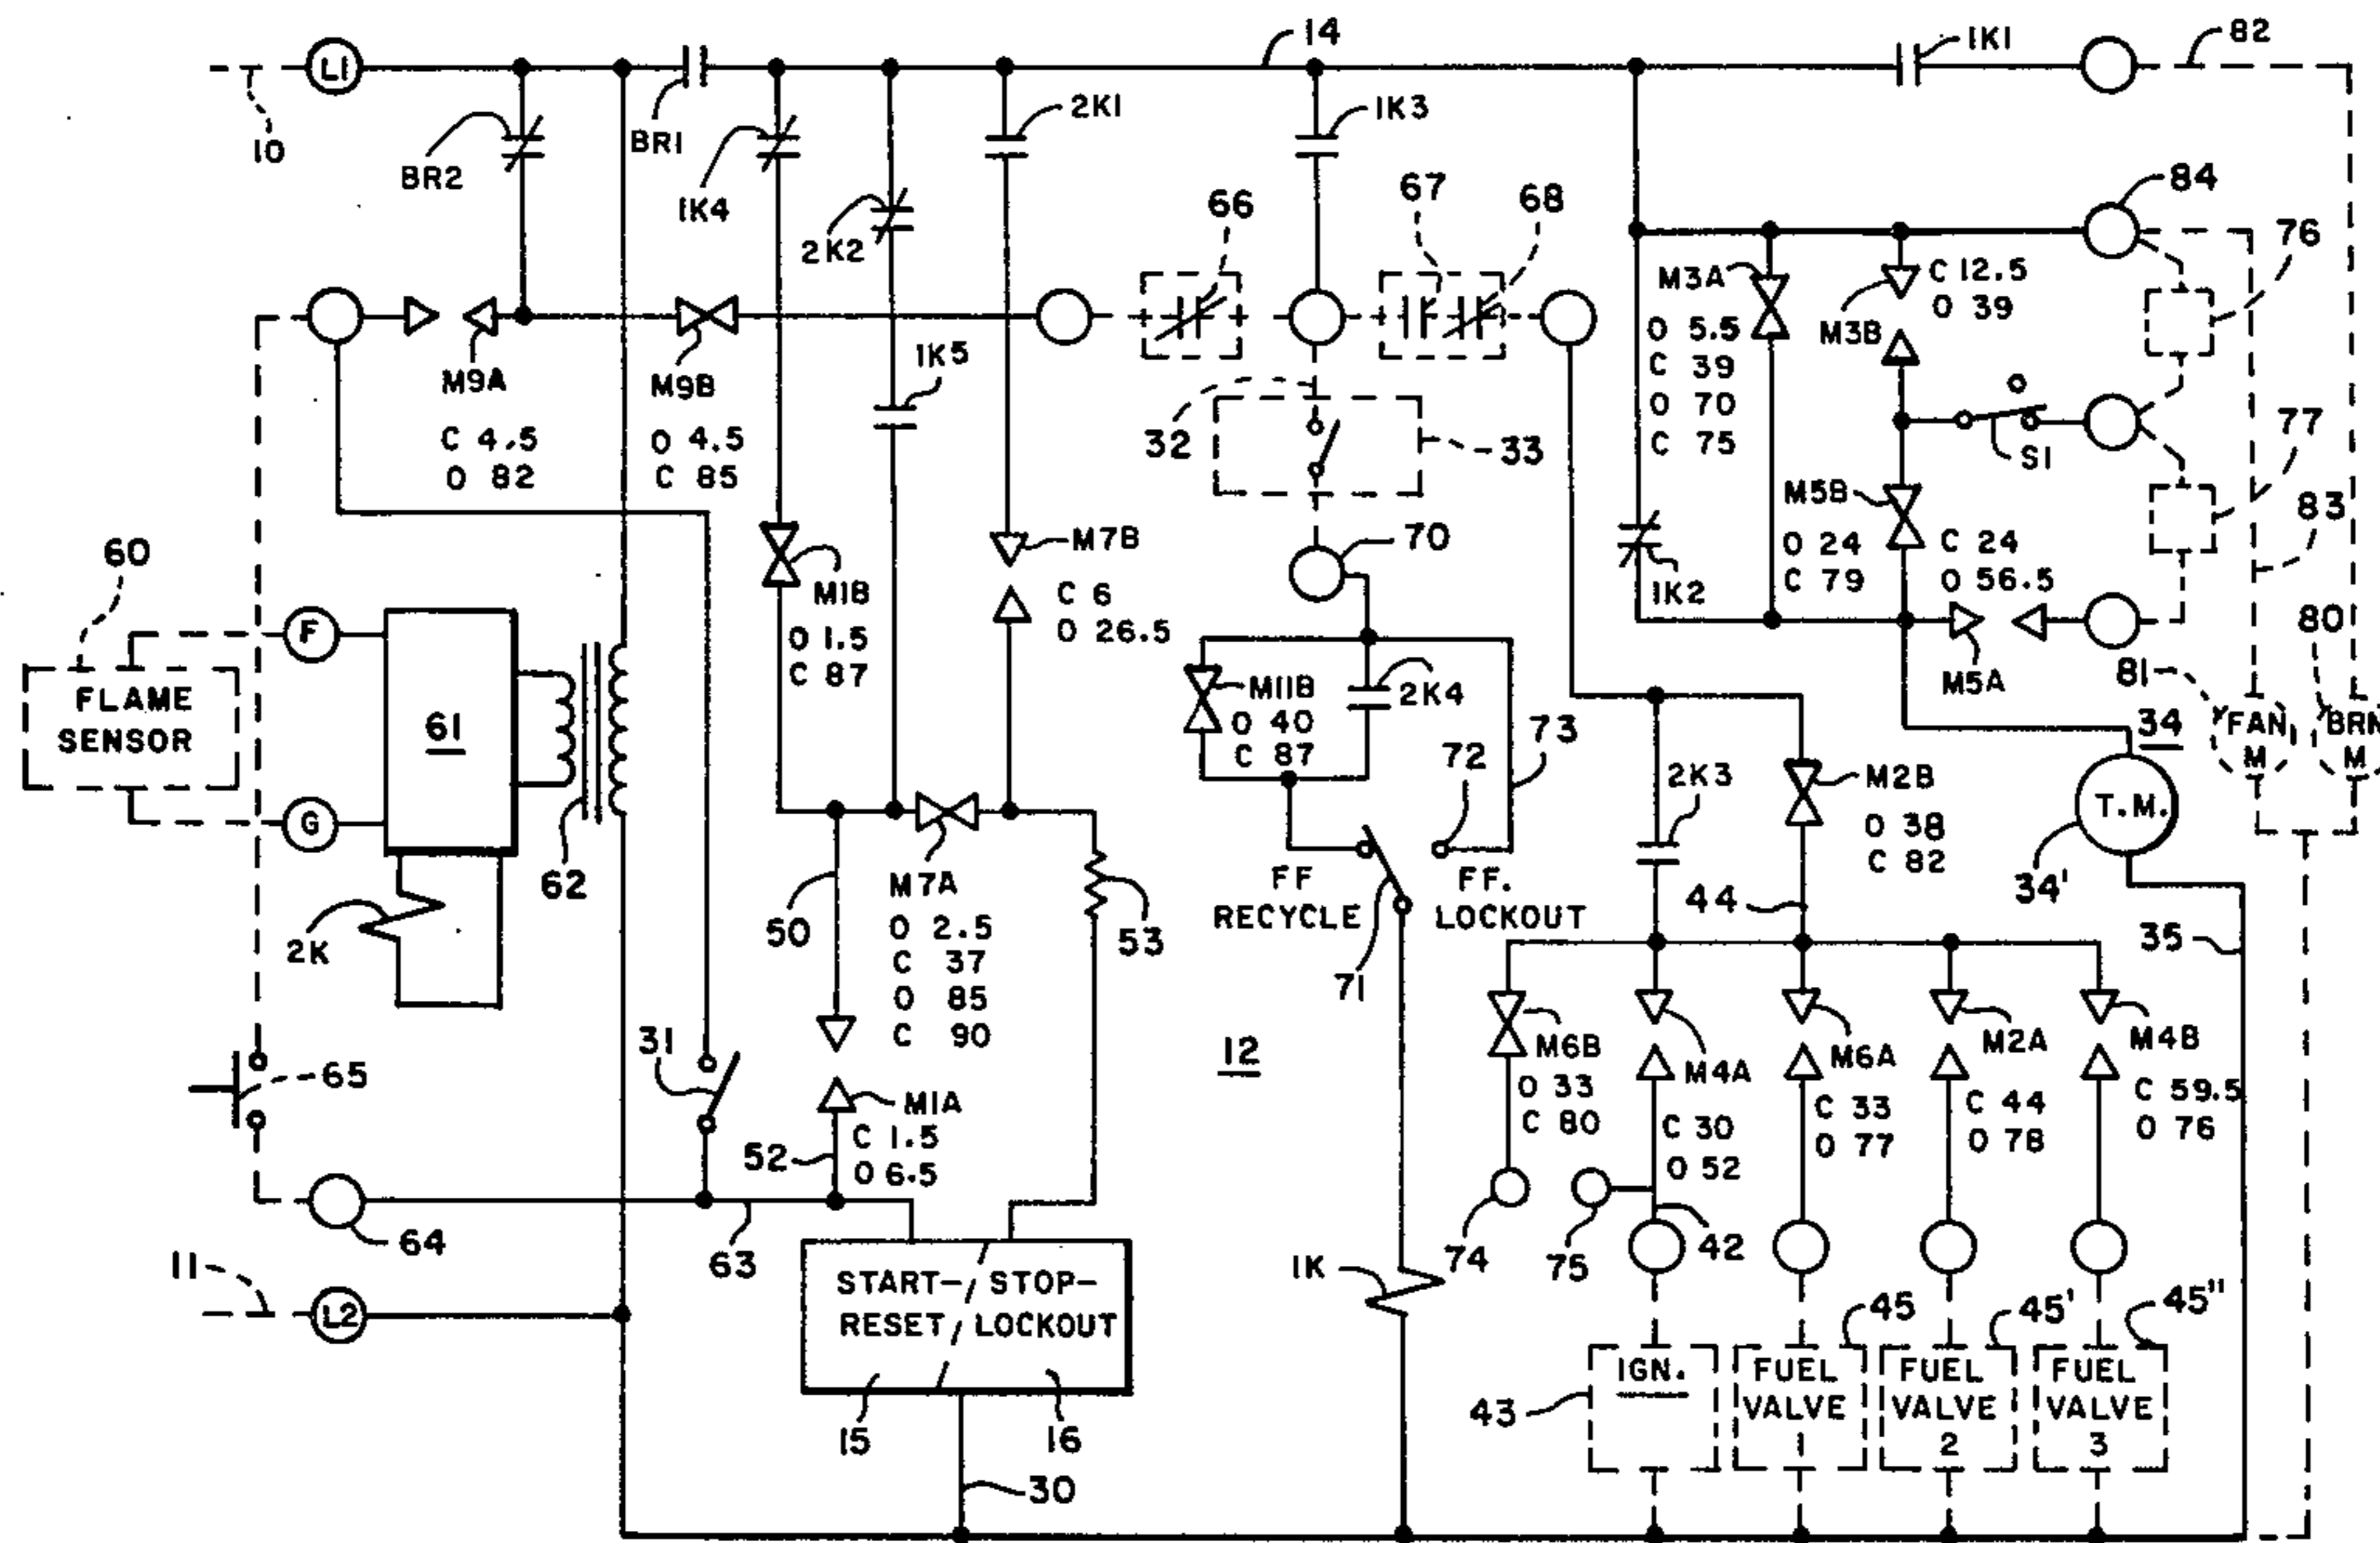 L1
10
BR2
BR1
1K4
2K2
2K1
14
1K3
1K1
82
66
67
68
84
76
M3A
O 5.5
C 39
O 70
C 75
C 12.5
O 39
M3B
M9A
C 4.5
O 82
M9B
O 4.5
C 85
1K5
32
33
S1
77
83
M5B
O 24
C 79
C 24
O 56.5
M5A
1K2
60
F
FLAME
SENSOR
G
61
62
2K
M1B
O 1.5
C 87
M7B
C 6
O 26.5
70
M11B
O 40
C 87
2K4
73
72
FF
RECYCLE
FF.
LOCKOUT
71
80
81
FAN
M
BRN
M
34
T.M.
34'
35
2K3
M2B
O 38
C 82
44
50
M7A
O 2.5
C 37
O 85
C 90
53
65
31
M1A
C 1.5
O 6.5
52
12
M6B
O 33
C 80
M4A
C 30
O 52
M6A
C 33
O 77
M2A
C 44
O 78
M4B
C 59.5
O 76
64
63
74
75
42
11
L2
START-
RESET
STOP-
LOCKOUT
15
16
30
1K
43
IGN.
45
FUEL
VALVE
1
45'
FUEL
VALVE
2
45"
FUEL
VALVE
3